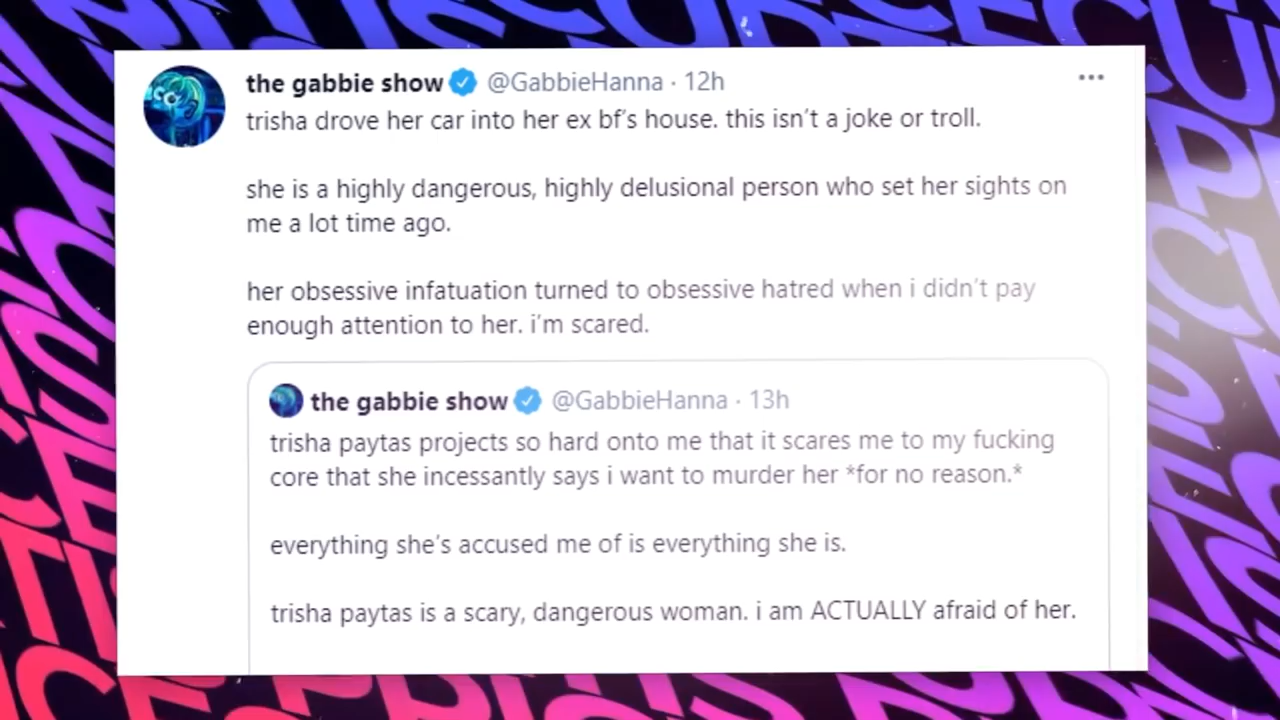 the gabbie show @GabbieHanna · 12h
trisha drove her car into her ex bf's house. this isn't a joke or troll.
she is a highly dangerous, highly delusional person who set her sights on
me a lot time ago.
her obsessive infatuation turned to obsessive hatred when i didn't pay
enough attention to her. i'm scared.
the gabbie show @GabbieHanna · 13h
trisha paytas projects so hard onto me that it scares me to my fucking
core that she incessantly says i want to murder her *for no reason.*
everything she's accused me of is everything she is.
trisha paytas is a scary, dangerous woman. i am ACTUALLY afraid of her.